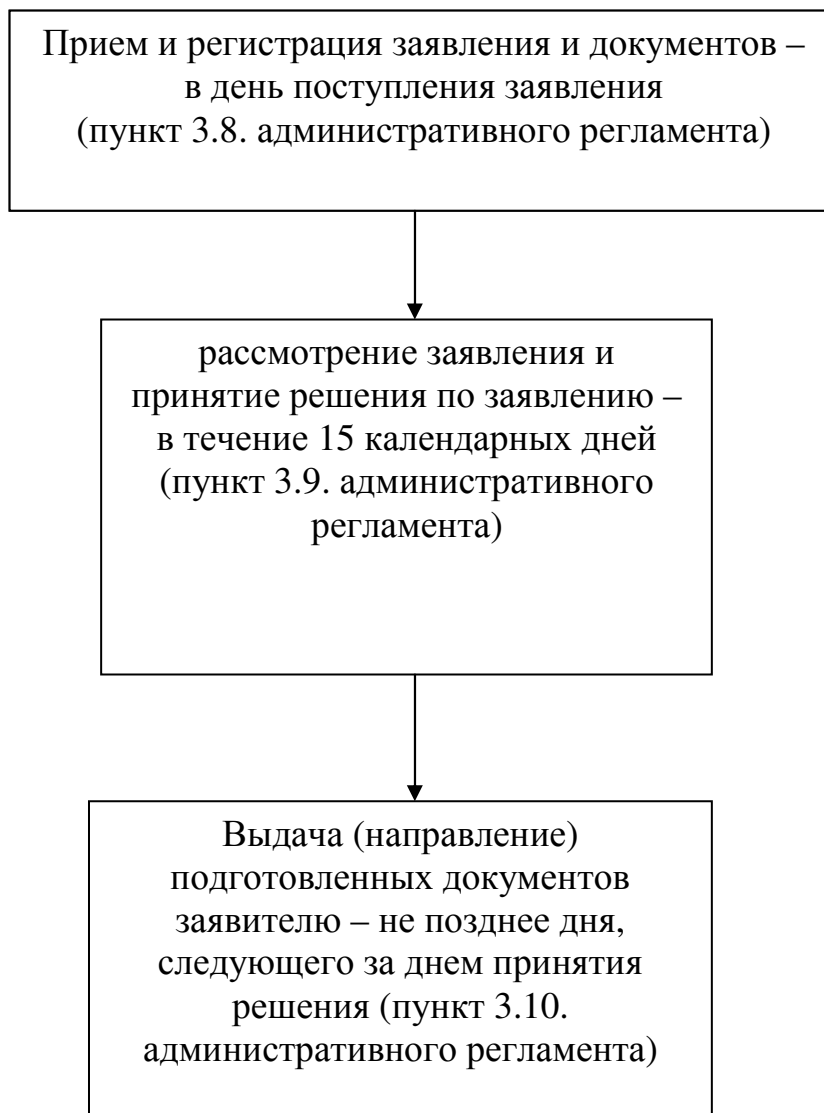 Прием и регистрация заявления и документов –
в день поступления заявления
(пункт 3.8. административного регламента)
рассмотрение заявления и
принятие решения по заявлению –
в течение 15 календарных дней
(пункт 3.9. административного
регламента)
Выдача (направление)
подготовленных документов
заявителю – не позднее дня,
следующего за днем принятия
решения (пункт 3.10.
административного регламента)